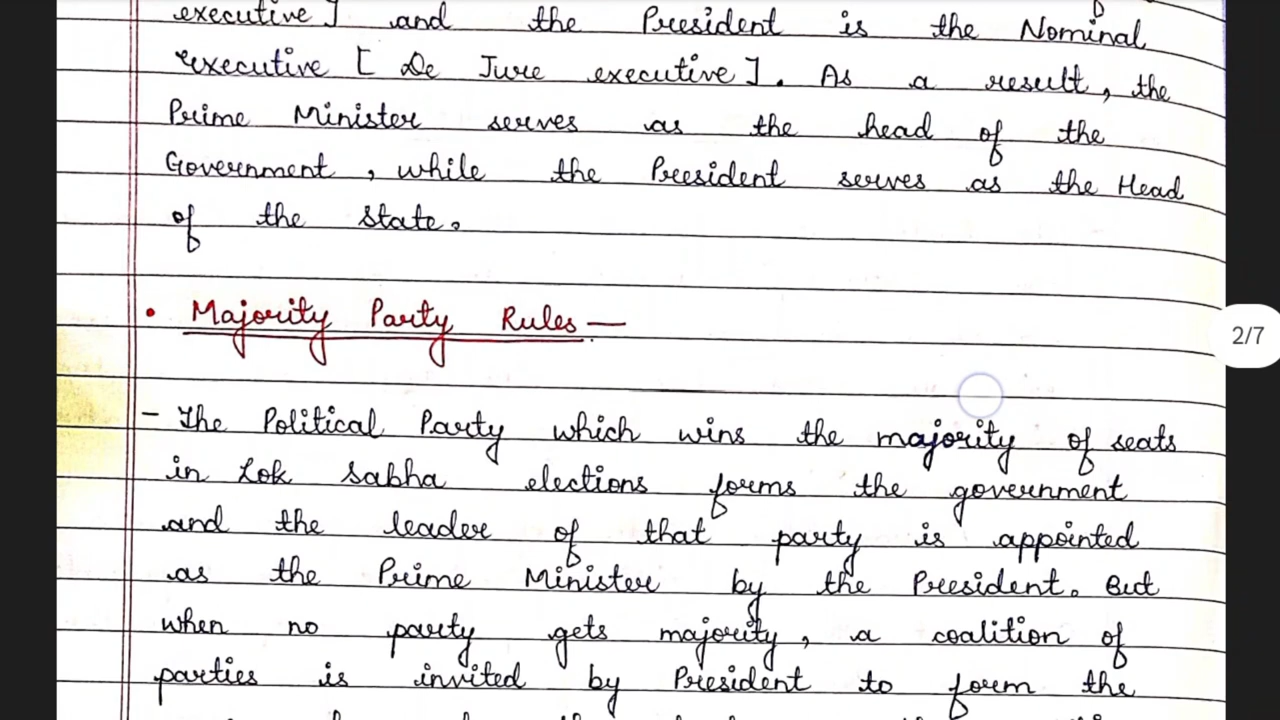 executive] and the President is the Nominal
executive [ De Jure executive ]. As a result, the
Prime Minister serves as the head of the
Government, while the President serves as the Head
of the state.
• Majority Party Rules —
2/7
- The Political Party which wins the majority of seats
in Lok sabha elections forms the government
and the leader of that party is appointed
as the Prime Minister by the President. But
when no party gets majority, a coalition of
parties is invited by President to form the